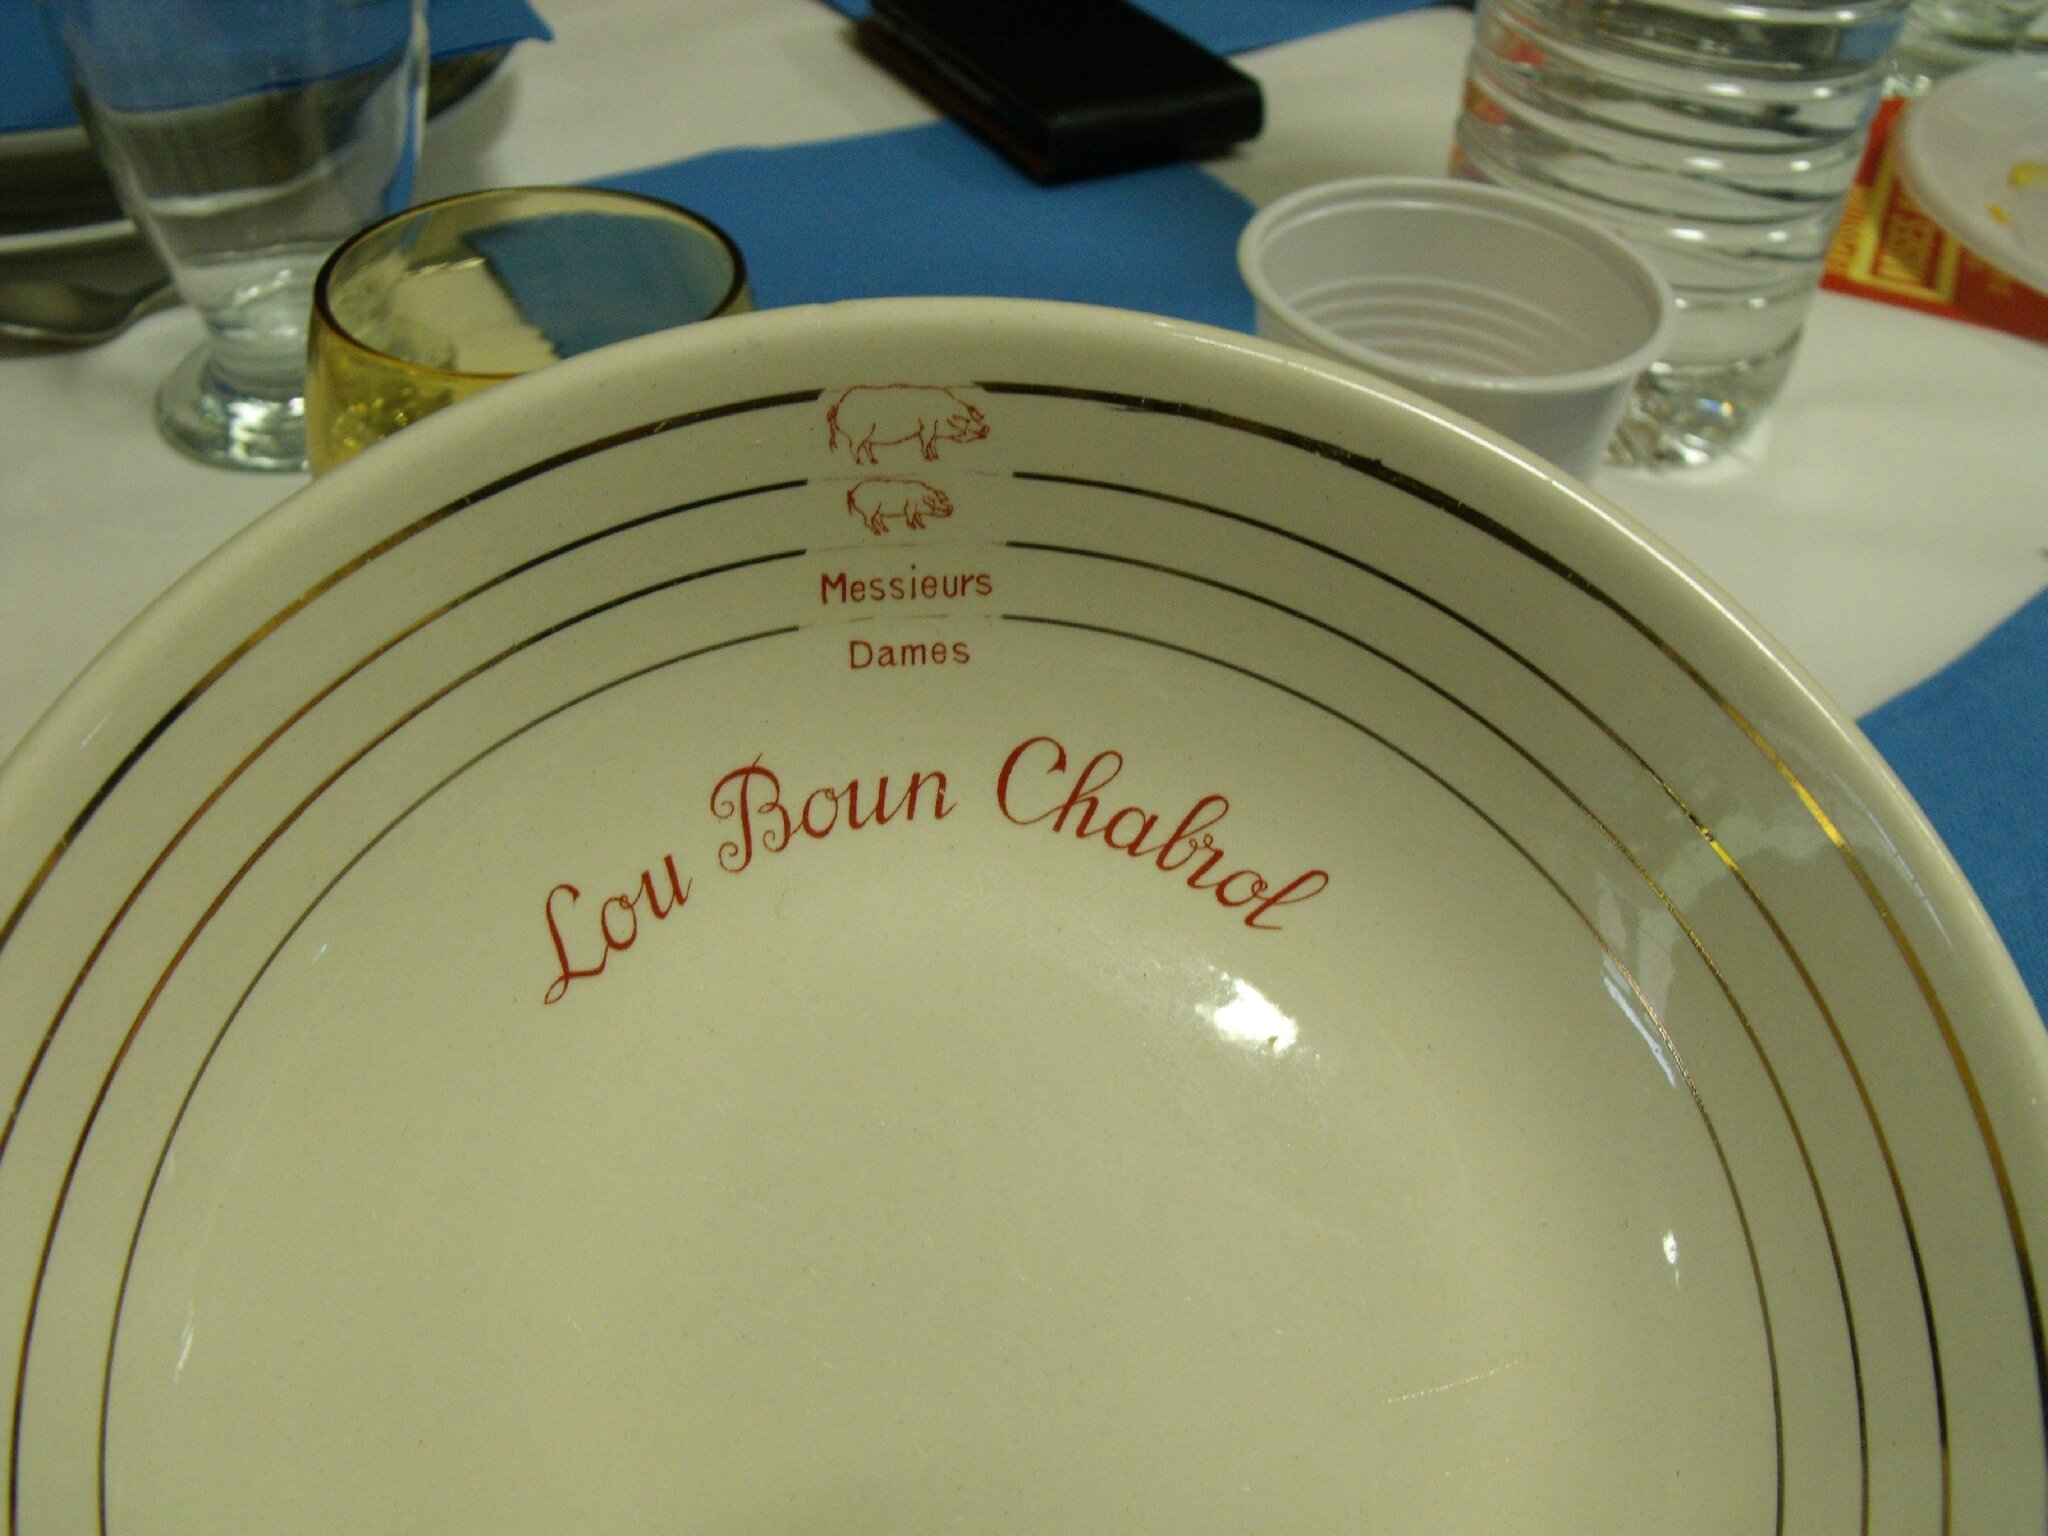 Messieurs
Dames
Lou Boun Chabrol